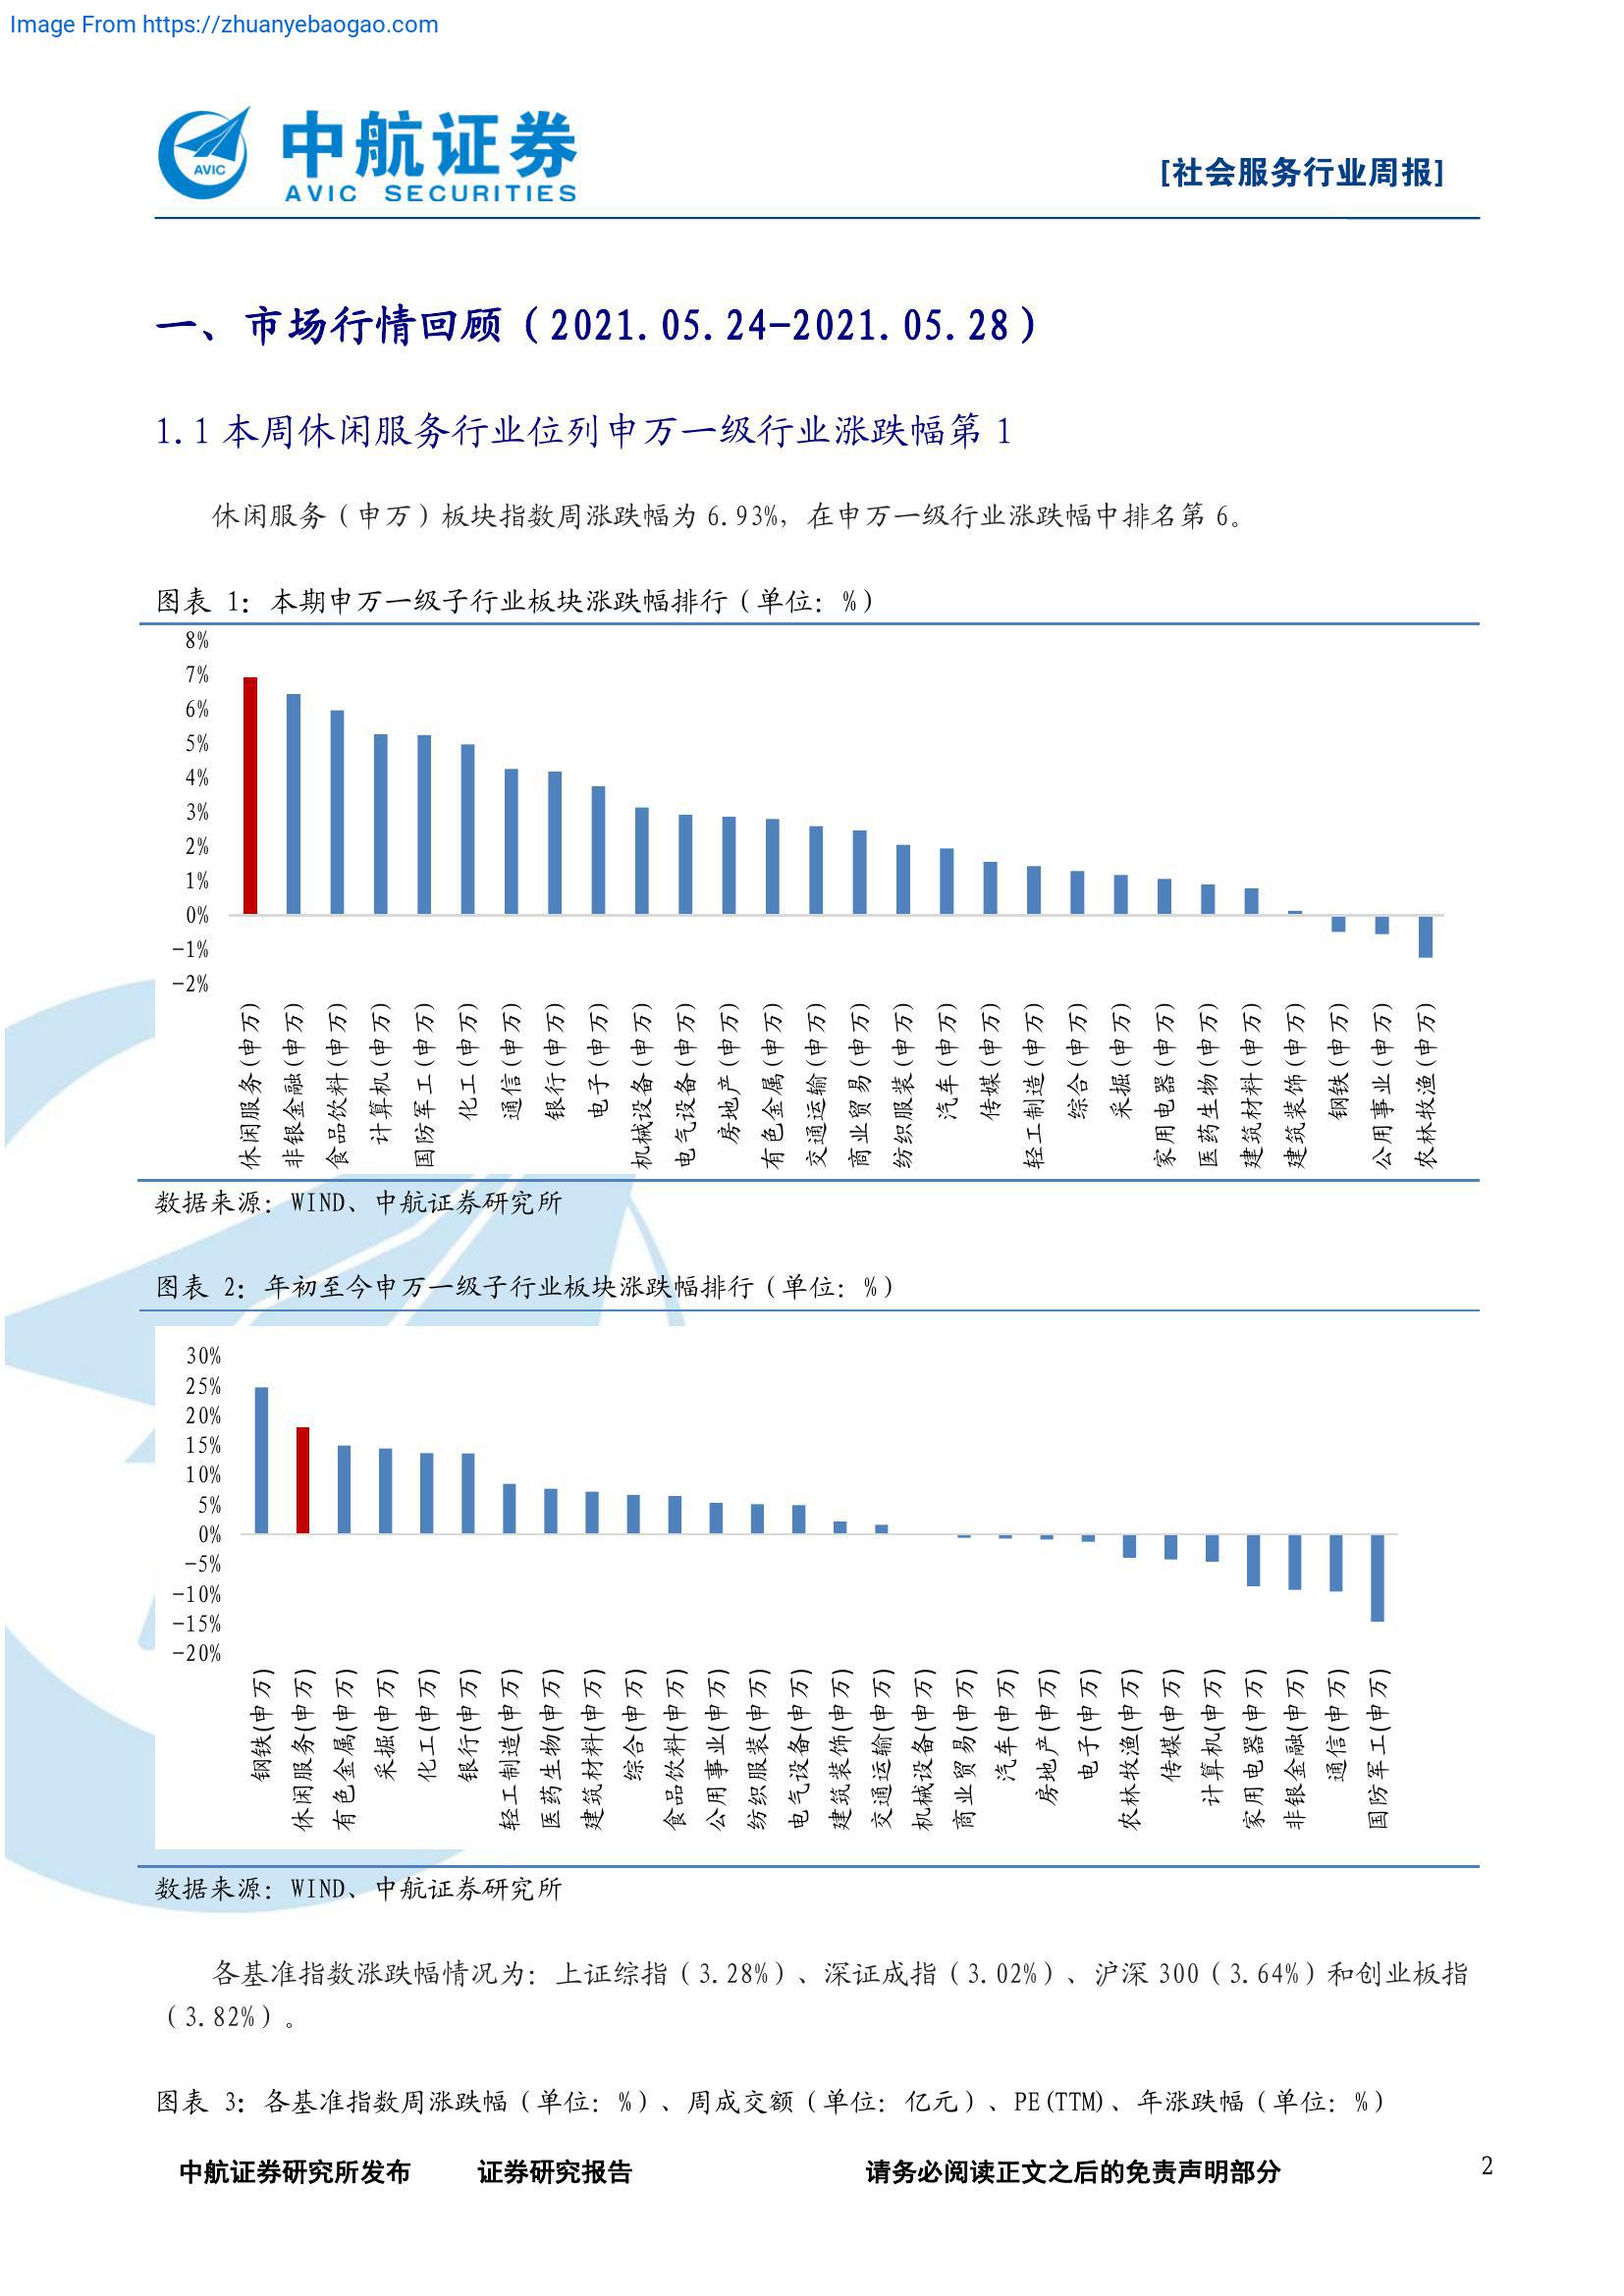 Image From https://zhuanyebaogao.com
AVIC
中航证券
AVIC SECURITIES
[社会服务行业周报]
一、市场行情回顾（2021.05.24-2021.05.28）
1.1 本周休闲服务行业位列申万一级行业涨跌幅第 1
休闲服务（申万）板块指数周涨跌幅为 6.93%，在申万一级行业涨跌幅中排名第 6。
图表 1：本期申万一级子行业板块涨跌幅排行（单位：%）
8%
7%
6%
5%
4%
3%
2%
1%
0%
-1%
-2%
休闲服务(申万)
非银金融(申万)
食品饮料(申万)
计算机(申万)
国防军工(申万)
化工(申万)
通信(申万)
银行(申万)
电子(申万)
机械设备(申万)
电气设备(申万)
房地产(申万)
有色金属(申万)
交通运输(申万)
商业贸易(申万)
纺织服装(申万)
汽车(申万)
传媒(申万)
轻工制造(申万)
综合(申万)
采掘(申万)
家用电器(申万)
医药生物(申万)
建筑材料(申万)
建筑装饰(申万)
钢铁(申万)
公用事业(申万)
农林牧渔(申万)
数据来源：WIND、中航证券研究所
图表 2：年初至今申万一级子行业板块涨跌幅排行（单位：%）
30%
25%
20%
15%
10%
5%
0%
-5%
-10%
-15%
-20%
钢铁(申万)
休闲服务(申万)
有色金属(申万)
采掘(申万)
化工(申万)
银行(申万)
轻工制造(申万)
医药生物(申万)
建筑材料(申万)
综合(申万)
食品饮料(申万)
公用事业(申万)
纺织服装(申万)
电气设备(申万)
建筑装饰(申万)
交通运输(申万)
机械设备(申万)
商业贸易(申万)
汽车(申万)
房地产(申万)
电子(申万)
农林牧渔(申万)
传媒(申万)
计算机(申万)
家用电器(申万)
非银金融(申万)
通信(申万)
国防军工(申万)
数据来源：WIND、中航证券研究所
各基准指数涨跌幅情况为：上证综指（3.28%）、深证成指（3.02%）、沪深 300（3.64%）和创业板指
（3.82%）。
图表 3：各基准指数周涨跌幅（单位：%）、周成交额（单位：亿元）、PE(TTM)、年涨跌幅（单位：%）
中航证券研究所发布 证券研究报告 请务必阅读正文之后的免责声明部分 2